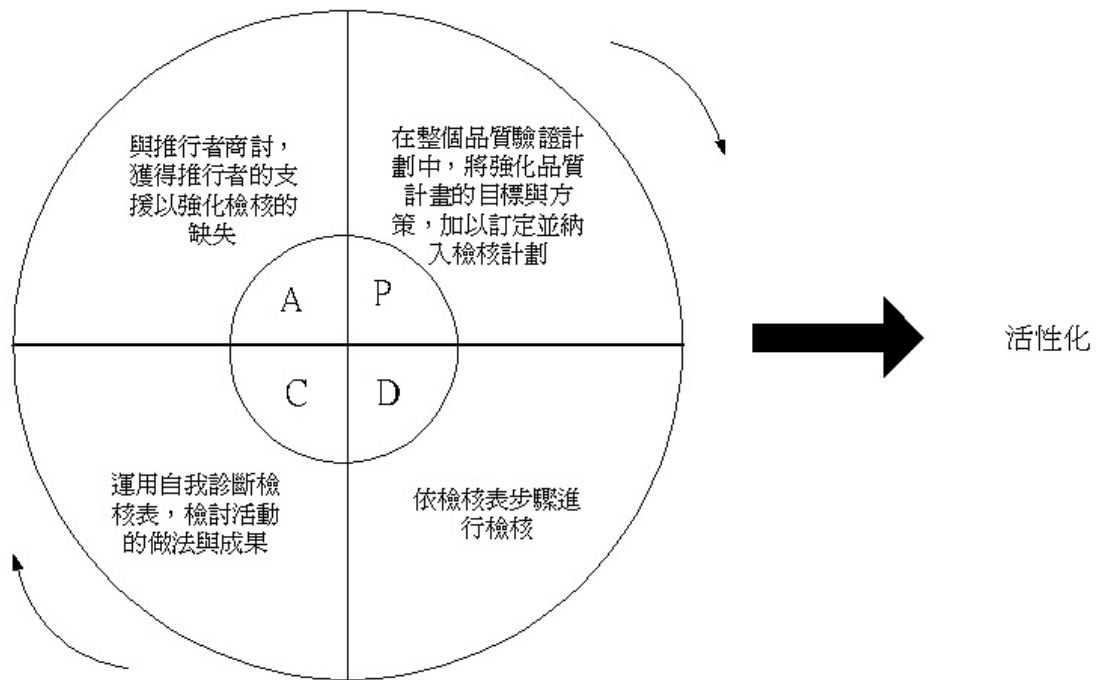 與推行者商討，
獲得推行者的支
援以強化檢核的
缺失
在整個品質驗證計
劃中，將強化品質
計畫的目標與方
策，加以訂定並納
入檢核計劃
A
P
C
D
活性化
運用自我診斷檢
核表，檢討活動
的做法與成果
依檢核表步驟進
行檢核